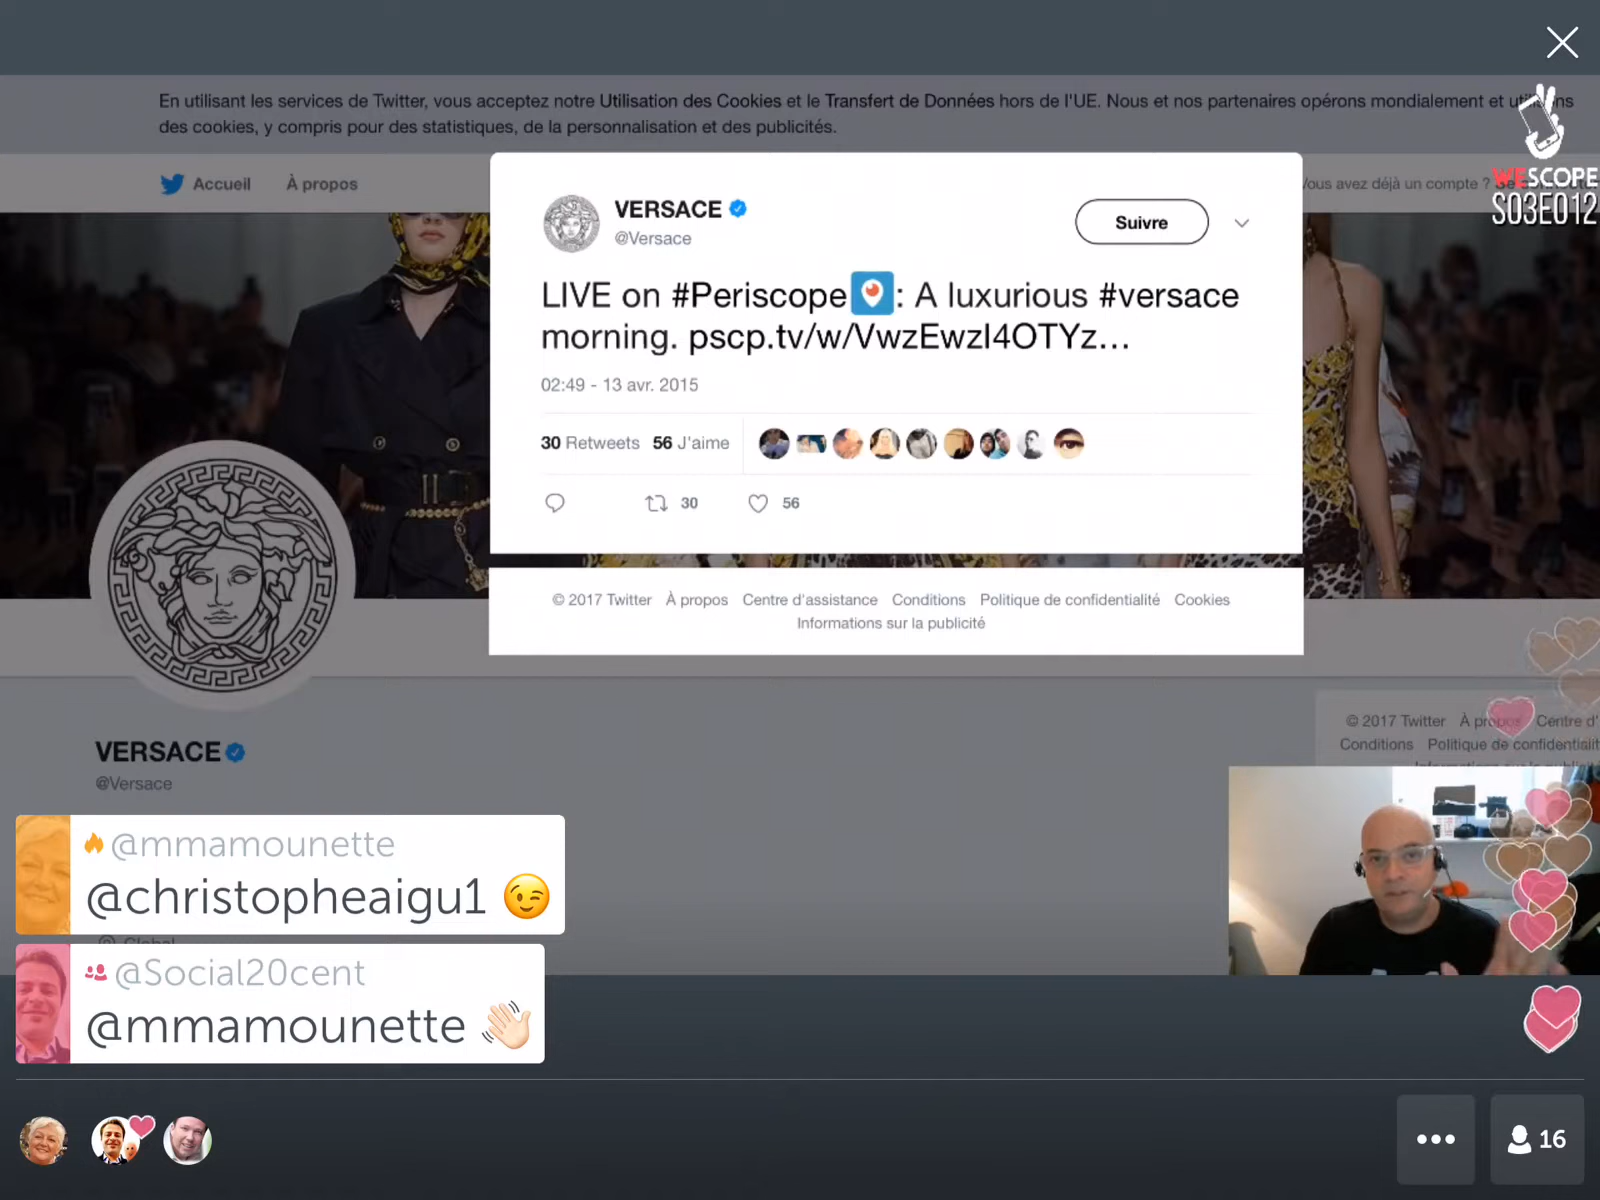 En utilisant les services de Twitter, vous acceptez notre Utilisation des Cookies et le Transfert de Données hors de l'UE. Nous et nos partenaires opérons mondialement et utilisons
des cookies, y compris pour des statistiques, de la personnalisation et des publicités.
Accueil À propos
Vous avez déjà un compte ?
WESCOPE
S03E012
VERSACE
@Versace
Suivre
LIVE on #Periscope : A luxurious #versace
morning. pscp.tv/w/VwzEwzI4OTYz…
02:49 - 13 avr. 2015
30 Retweets 56 J'aime
30 56
© 2017 Twitter À propos Centre d'assistance Conditions Politique de confidentialité Cookies
Informations sur la publicité
© 2017 Twitter À propos Centre d'
Conditions Politique de confidentialit
VERSACE
@Versace
@mmamounette
@christopheaigu1 😉
@Social20cent
@mmamounette 👋🏻
16